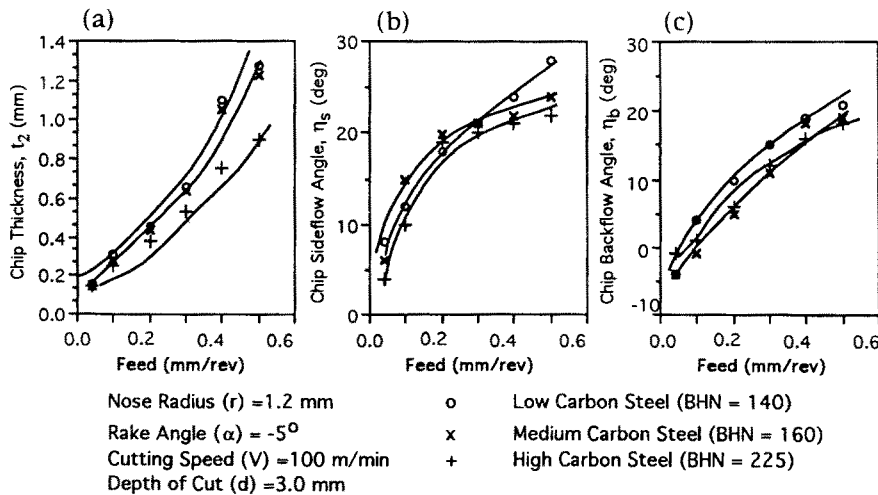 (a)
(b)
(c)
Chip Thickness, t2 (mm)
1.4
1.2
1.0
0.8
0.6
0.4
0.2
0.0
0.0 0.2 0.4 0.6
Feed (mm/rev)
Chip Sideflow Angle, ηs (deg)
30
20
10
0
0.0 0.2 0.4 0.6
Feed (mm/rev)
Chip Backflow Angle, ηb (deg)
30
20
10
0
-10
0.0 0.2 0.4 0.6
Feed (mm/rev)
Nose Radius (r) =1.2 mm
Rake Angle (α) = -5°
Cutting Speed (V) =100 m/min
Depth of Cut (d) =3.0 mm
o Low Carbon Steel (BHN = 140)
x Medium Carbon Steel (BHN = 160)
+ High Carbon Steel (BHN = 225)